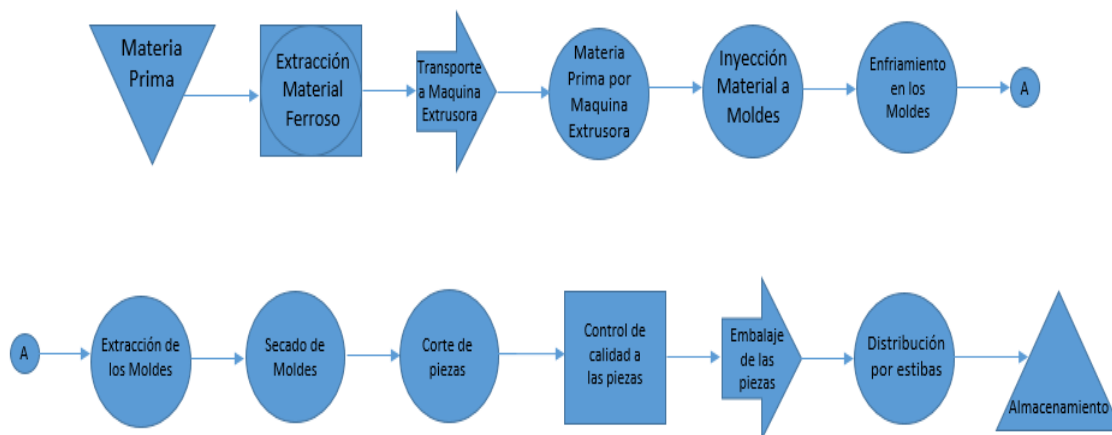 Materia
Prima
Extracción
Material
Ferroso
Transporte
a Maquina
Extrusora
Materia
Prima por
Maquina
Extrusora
Inyección
Material a
Moldes
Enfriamiento
en los
Moldes
A
A
Extracción de
los Moldes
Secado de
Moldes
Corte de
piezas
Control de
calidad a
las piezas
Embalaje
de las
piezas
Distribución
por estibas
Almacenamiento